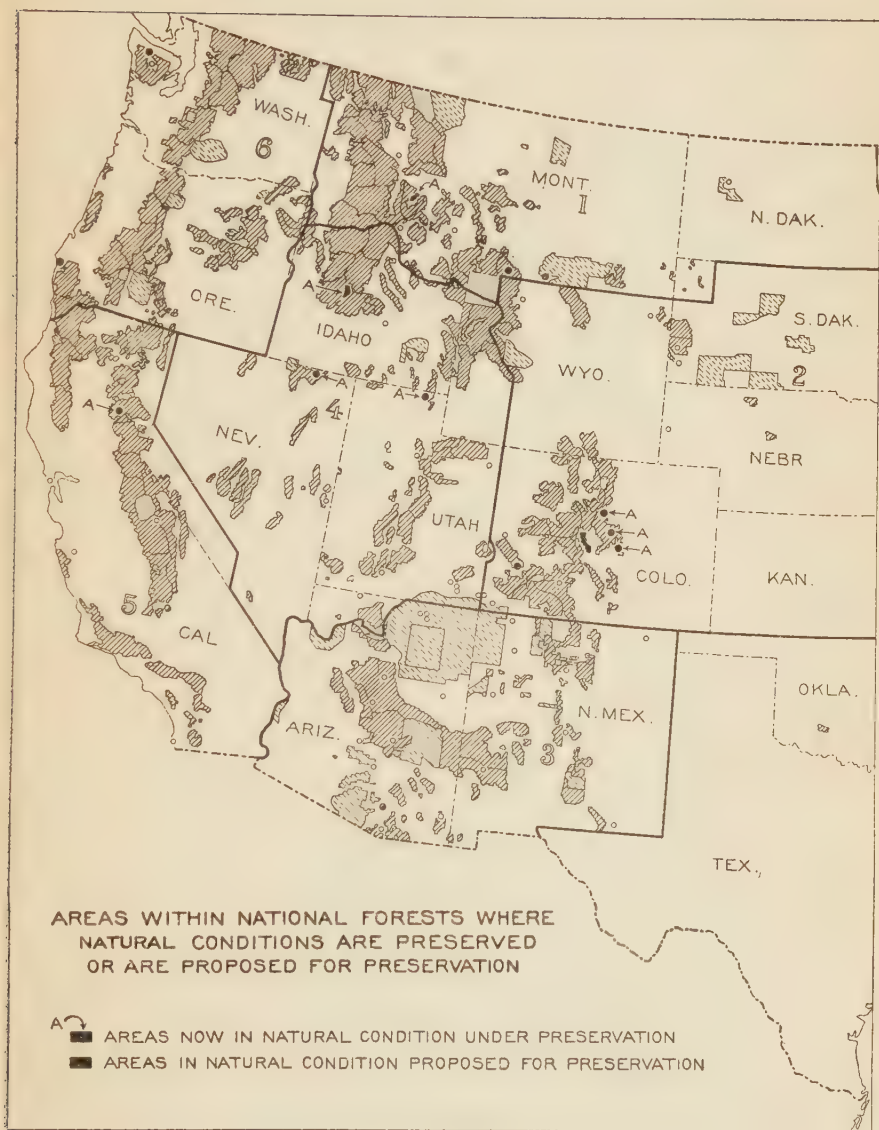 WASH.
6
MONT.
1
N. DAK.
A
ORE.
A
IDAHO
S. DAK.
2
WYO.
A
A
4
A
NEV.
NEBR
UTAH
A
A
A
COLO.
KAN.
5
CAL
OKLA.
ARIZ.
N. MEX.
3
TEX.,
AREAS WITHIN NATIONAL FORESTS WHERE
NATURAL CONDITIONS ARE PRESERVED
OR ARE PROPOSED FOR PRESERVATION
A
AREAS NOW IN NATURAL CONDITION UNDER PRESERVATION
AREAS IN NATURAL CONDITION PROPOSED FOR PRESERVATION